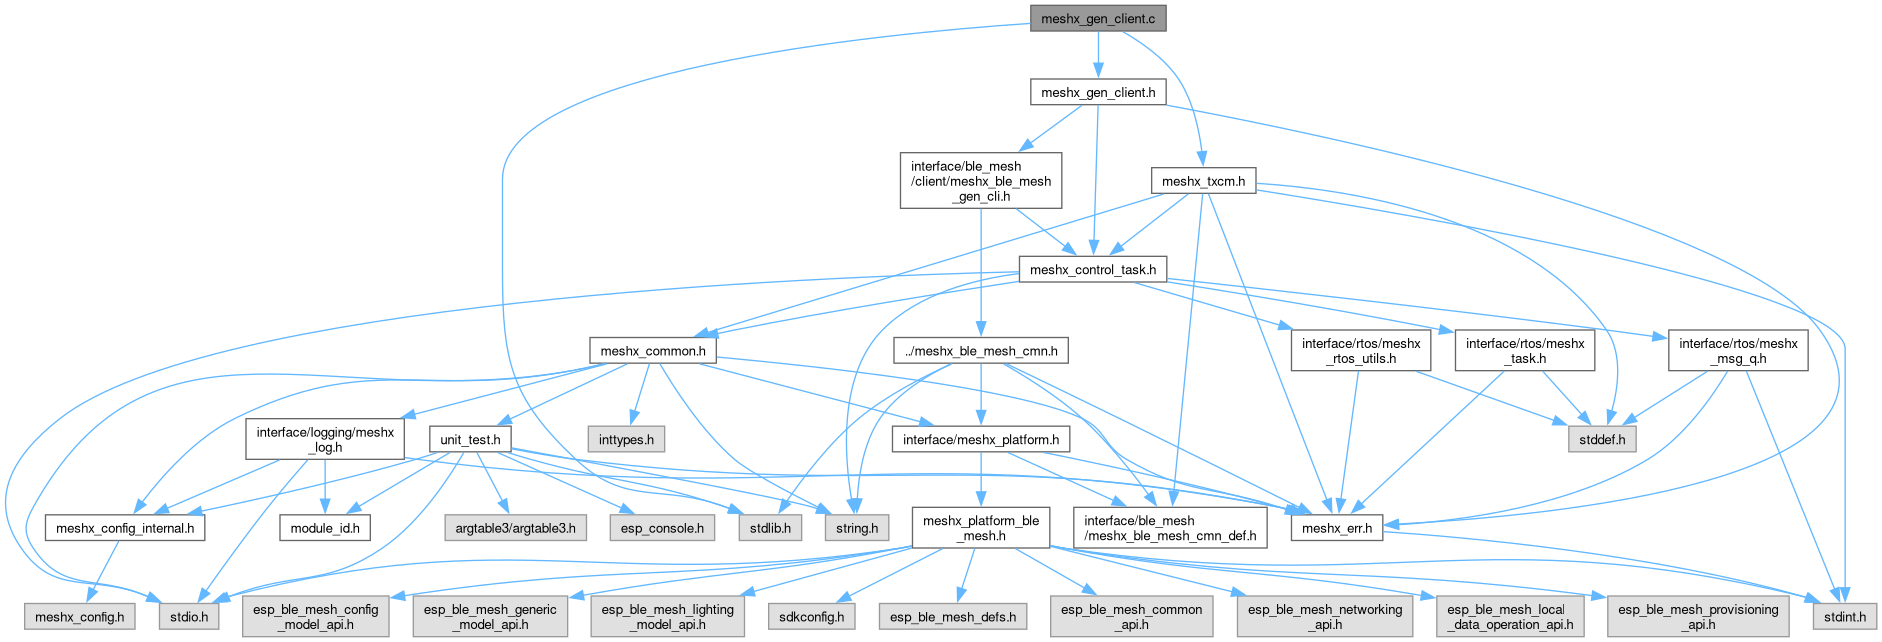 meshx_gen_client.c
meshx_gen_client.h
interface/ble_mesh
/client/meshx_ble_mesh
_gen_cli.h
meshx_txcm.h
meshx_control_task.h
meshx_common.h
../meshx_ble_mesh_cmn.h
interface/rtos/meshx
_rtos_utils.h
interface/rtos/meshx
_task.h
interface/rtos/meshx
_msg_q.h
interface/logging/meshx
_log.h
unit_test.h
inttypes.h
interface/meshx_platform.h
stddef.h
meshx_config_internal.h
module_id.h
argtable3/argtable3.h
esp_console.h
stdlib.h
string.h
meshx_platform_ble
_mesh.h
interface/ble_mesh
/meshx_ble_mesh_cmn_def.h
meshx_err.h
meshx_config.h
stdio.h
esp_ble_mesh_config
_model_api.h
esp_ble_mesh_generic
_model_api.h
esp_ble_mesh_lighting
_model_api.h
sdkconfig.h
esp_ble_mesh_defs.h
esp_ble_mesh_common
_api.h
esp_ble_mesh_networking
_api.h
esp_ble_mesh_local
_data_operation_api.h
esp_ble_mesh_provisioning
_api.h
stdint.h